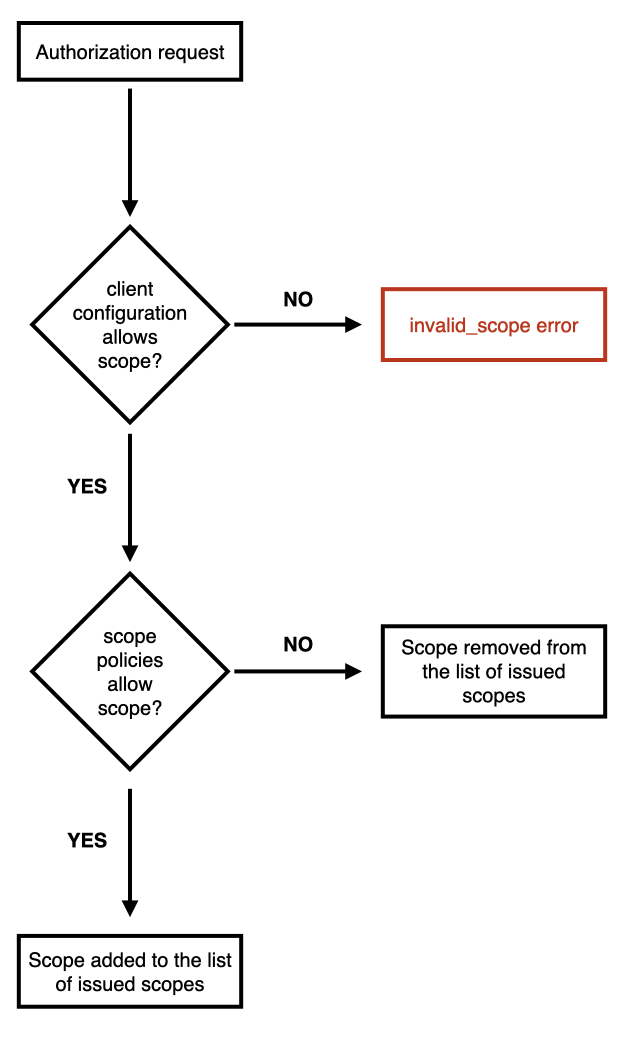 Authorization request
client
configuration
allows
scope?
NO
invalid_scope error
YES
scope
policies
allow
scope?
NO
Scope removed from
the list of issued
scopes
YES
Scope added to the list
of issued scopes